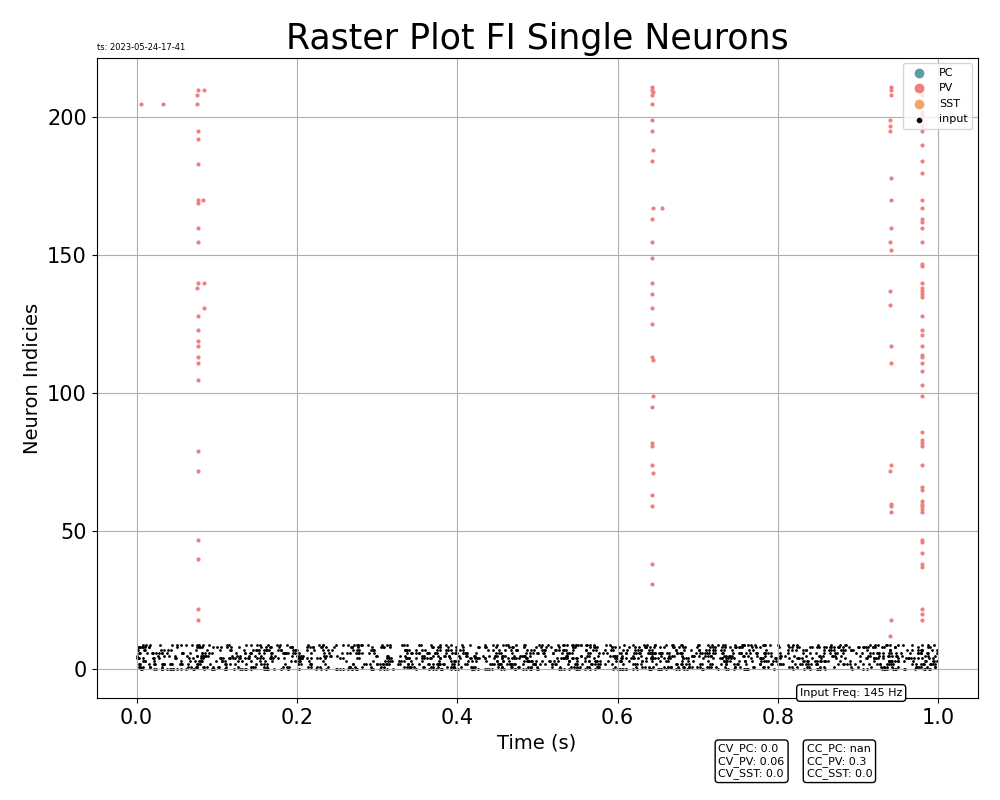 Raster Plot FI Single Neurons
ts: 2023-05-24-17-41
PC
PV
SST
input
200
150
100
50
0
Neuron Indicies
0.0 0.2 0.4 0.6 0.8 1.0
Time (s)
Input Freq: 145 Hz
CV_PC: 0.0
CV_PV: 0.06
CV_SST: 0.0
CC_PC: nan
CC_PV: 0.3
CC_SST: 0.0